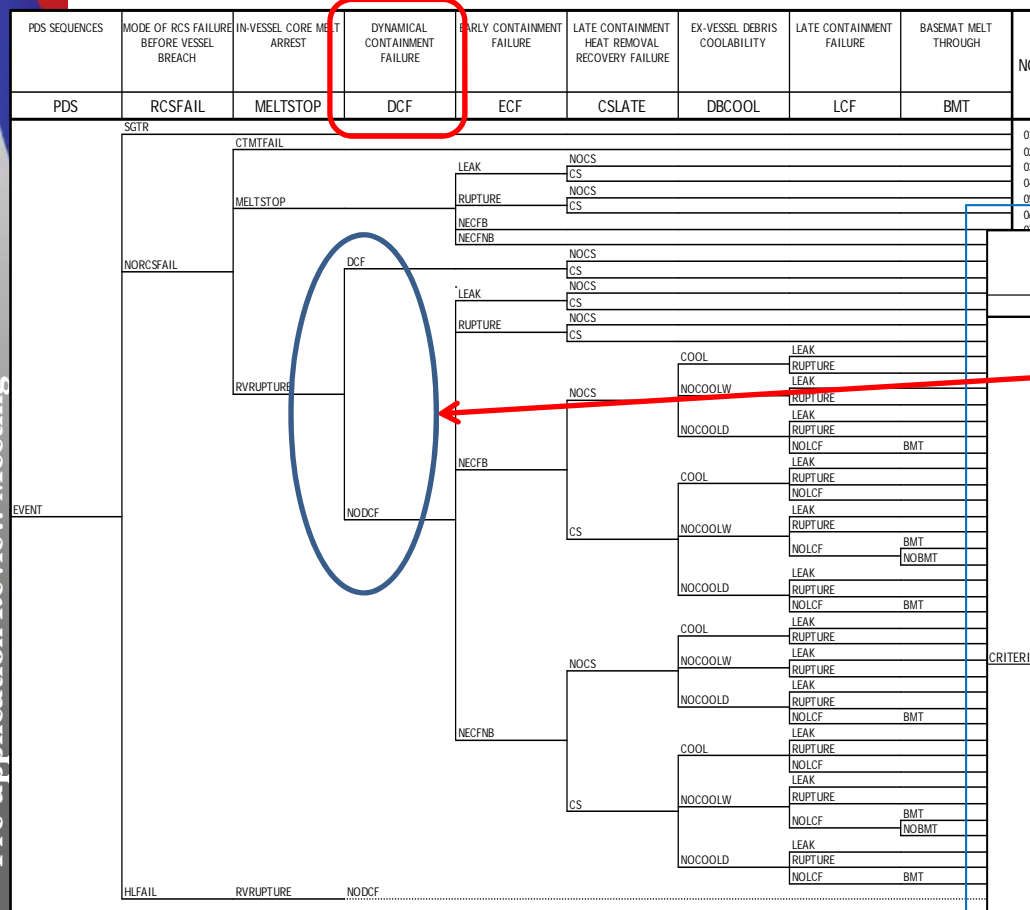 PDS SEQUENCES
MODE OF RCS FAILURE
BEFORE VESSEL
BREACH
IN-VESSEL CORE MELT
ARREST
DYNAMICAL
CONTAINMENT
FAILURE
EARLY CONTAINMENT
FAILURE
LATE CONTAINMENT
HEAT REMOVAL
RECOVERY FAILURE
EX-VESSEL DEBRIS
COOLABILITY
LATE CONTAINMENT
FAILURE
BASEMAT MELT
THROUGH
PDS
RCSFAIL
MELTSTOP
DCF
ECF
CSLATE
DBCOOL
LCF
BMT
SGTR
CTMTFAIL
NOCS
LEAK
CS
NOCS
RUPTURE
MELTSTOP
CS
NECFB
NECFNB
NOCS
DCF
NORCSFAIL
CS
NOCS
LEAK
CS
NOCS
RUPTURE
CS
LEAK
COOL
RUPTURE
LEAK
RVRUPTURE
NOCS
NOCOOLW
RUPTURE
LEAK
NOCOOLD
RUPTURE
NOLCF BMT
NECFB
LEAK
COOL
RUPTURE
NOLCF
EVENT
NODCF
LEAK
CS
NOCOOLW
RUPTURE
BMT
NOLCF
NOBMT
LEAK
NOCOOLD
RUPTURE
NOLCF BMT
LEAK
COOL
RUPTURE
LEAK
NOCS
NOCOOLW
RUPTURE
LEAK
NOCOOLD
RUPTURE
NOLCF BMT
NECFNB
LEAK
COOL
RUPTURE
NOLCF
LEAK
CS
NOCOOLW
RUPTURE
BMT
NOLCF
NOBMT
LEAK
NOCOOLD
RUPTURE
NOLCF BMT
HLFAIL RVRUPTURE NODCF